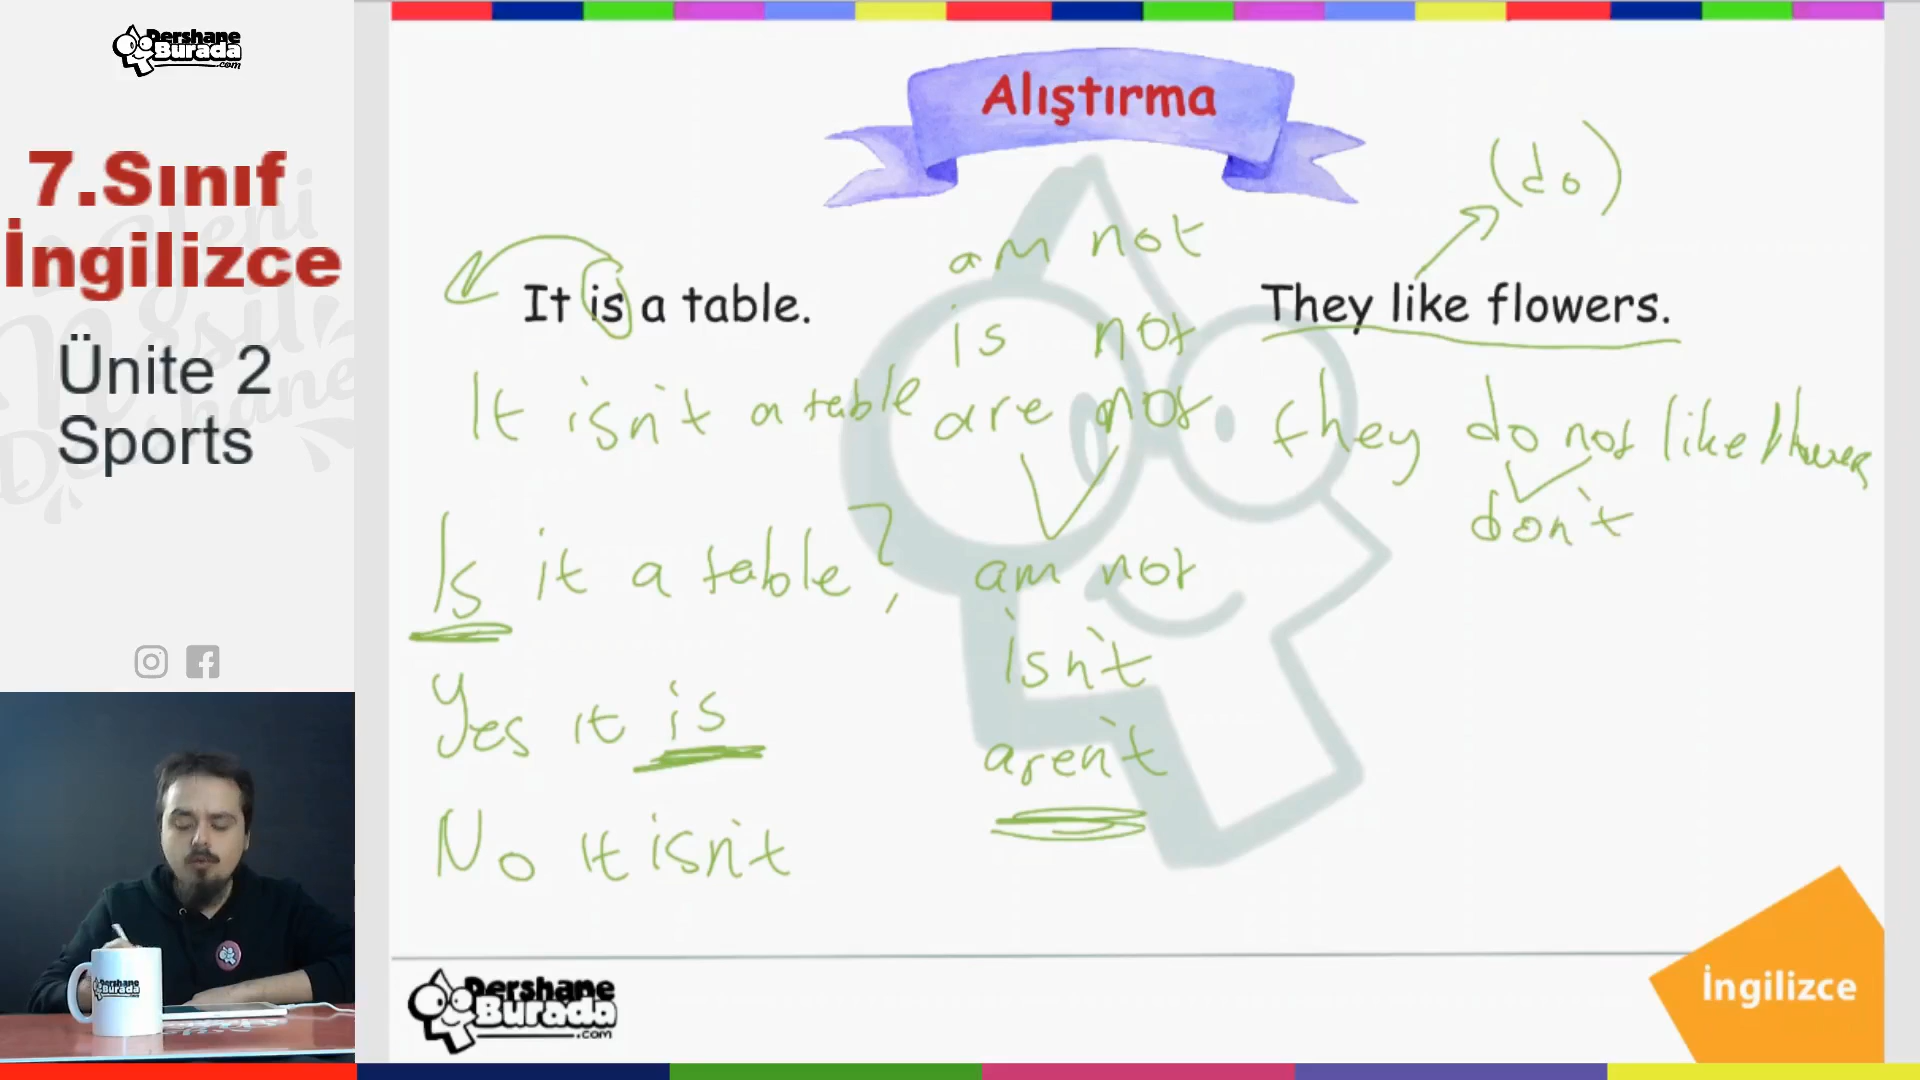 Dershane
Burada
.com
7.Sınıf
İngilizce
Ünite 2
Sports
Alıştırma
It is a table.
It isn't a table
Is it a table?
Yes it is
No it isn't
am not
is not
are not
am not
isn't
aren't
(do)
They like flowers.
they do not like flowers
don't
Dershane
Burada
.com
İngilizce